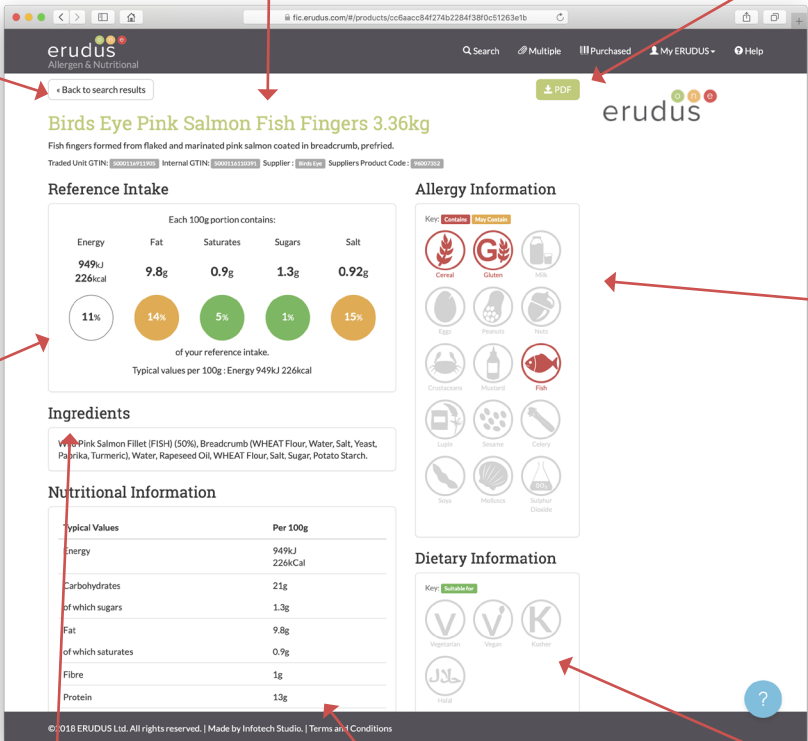 fic.erudus.com/#/products/cc6aacc84f274b2284f38f0c51263e1b
erudus one
Allergen & Nutritional
Search Multiple Purchased My ERUDUS Help
« Back to search results
PDF
erudus one
Birds Eye Pink Salmon Fish Fingers 3.36kg
Fish fingers formed from flaked and marinated pink salmon coated in breadcrumb, prefried.
Traded Unit GTIN: 5000116911905 Internal GTIN: 5000116110391 Supplier : Birds Eye Suppliers Product Code : 96007352
Reference Intake
Each 100g portion contains:
Energy Fat Saturates Sugars Salt
949kJ
226kcal 9.8g 0.9g 1.3g 0.92g
11% 14% 5% 1% 15%
of your reference intake.
Typical values per 100g : Energy 949kJ 226kcal
Ingredients
Wild Pink Salmon Fillet (FISH) (50%), Breadcrumb (WHEAT Flour, Water, Salt, Yeast,
Paprika, Turmeric), Water, Rapeseed Oil, WHEAT Flour, Salt, Sugar, Potato Starch.
Nutritional Information
Typical Values Per 100g
Energy 949kJ
226kCal
Carbohydrates 21g
of which sugars 1.3g
Fat 9.8g
of which saturates 0.9g
Fibre 1g
Protein 13g
Allergy Information
Key: Contains May Contain
G
Cereal Gluten Milk
Eggs Peanuts Nuts
Crustaceans Mustard Fish
Lupin Sesame Celery
SO₂
Soya Molluscs Sulphur
Dioxide
Dietary Information
Key: Suitable for
V V K
Vegetarian Vegan Kosher
حلال
Halal
?
©2018 ERUDUS Ltd. All rights reserved. | Made by Infotech Studio. | Terms and Conditions